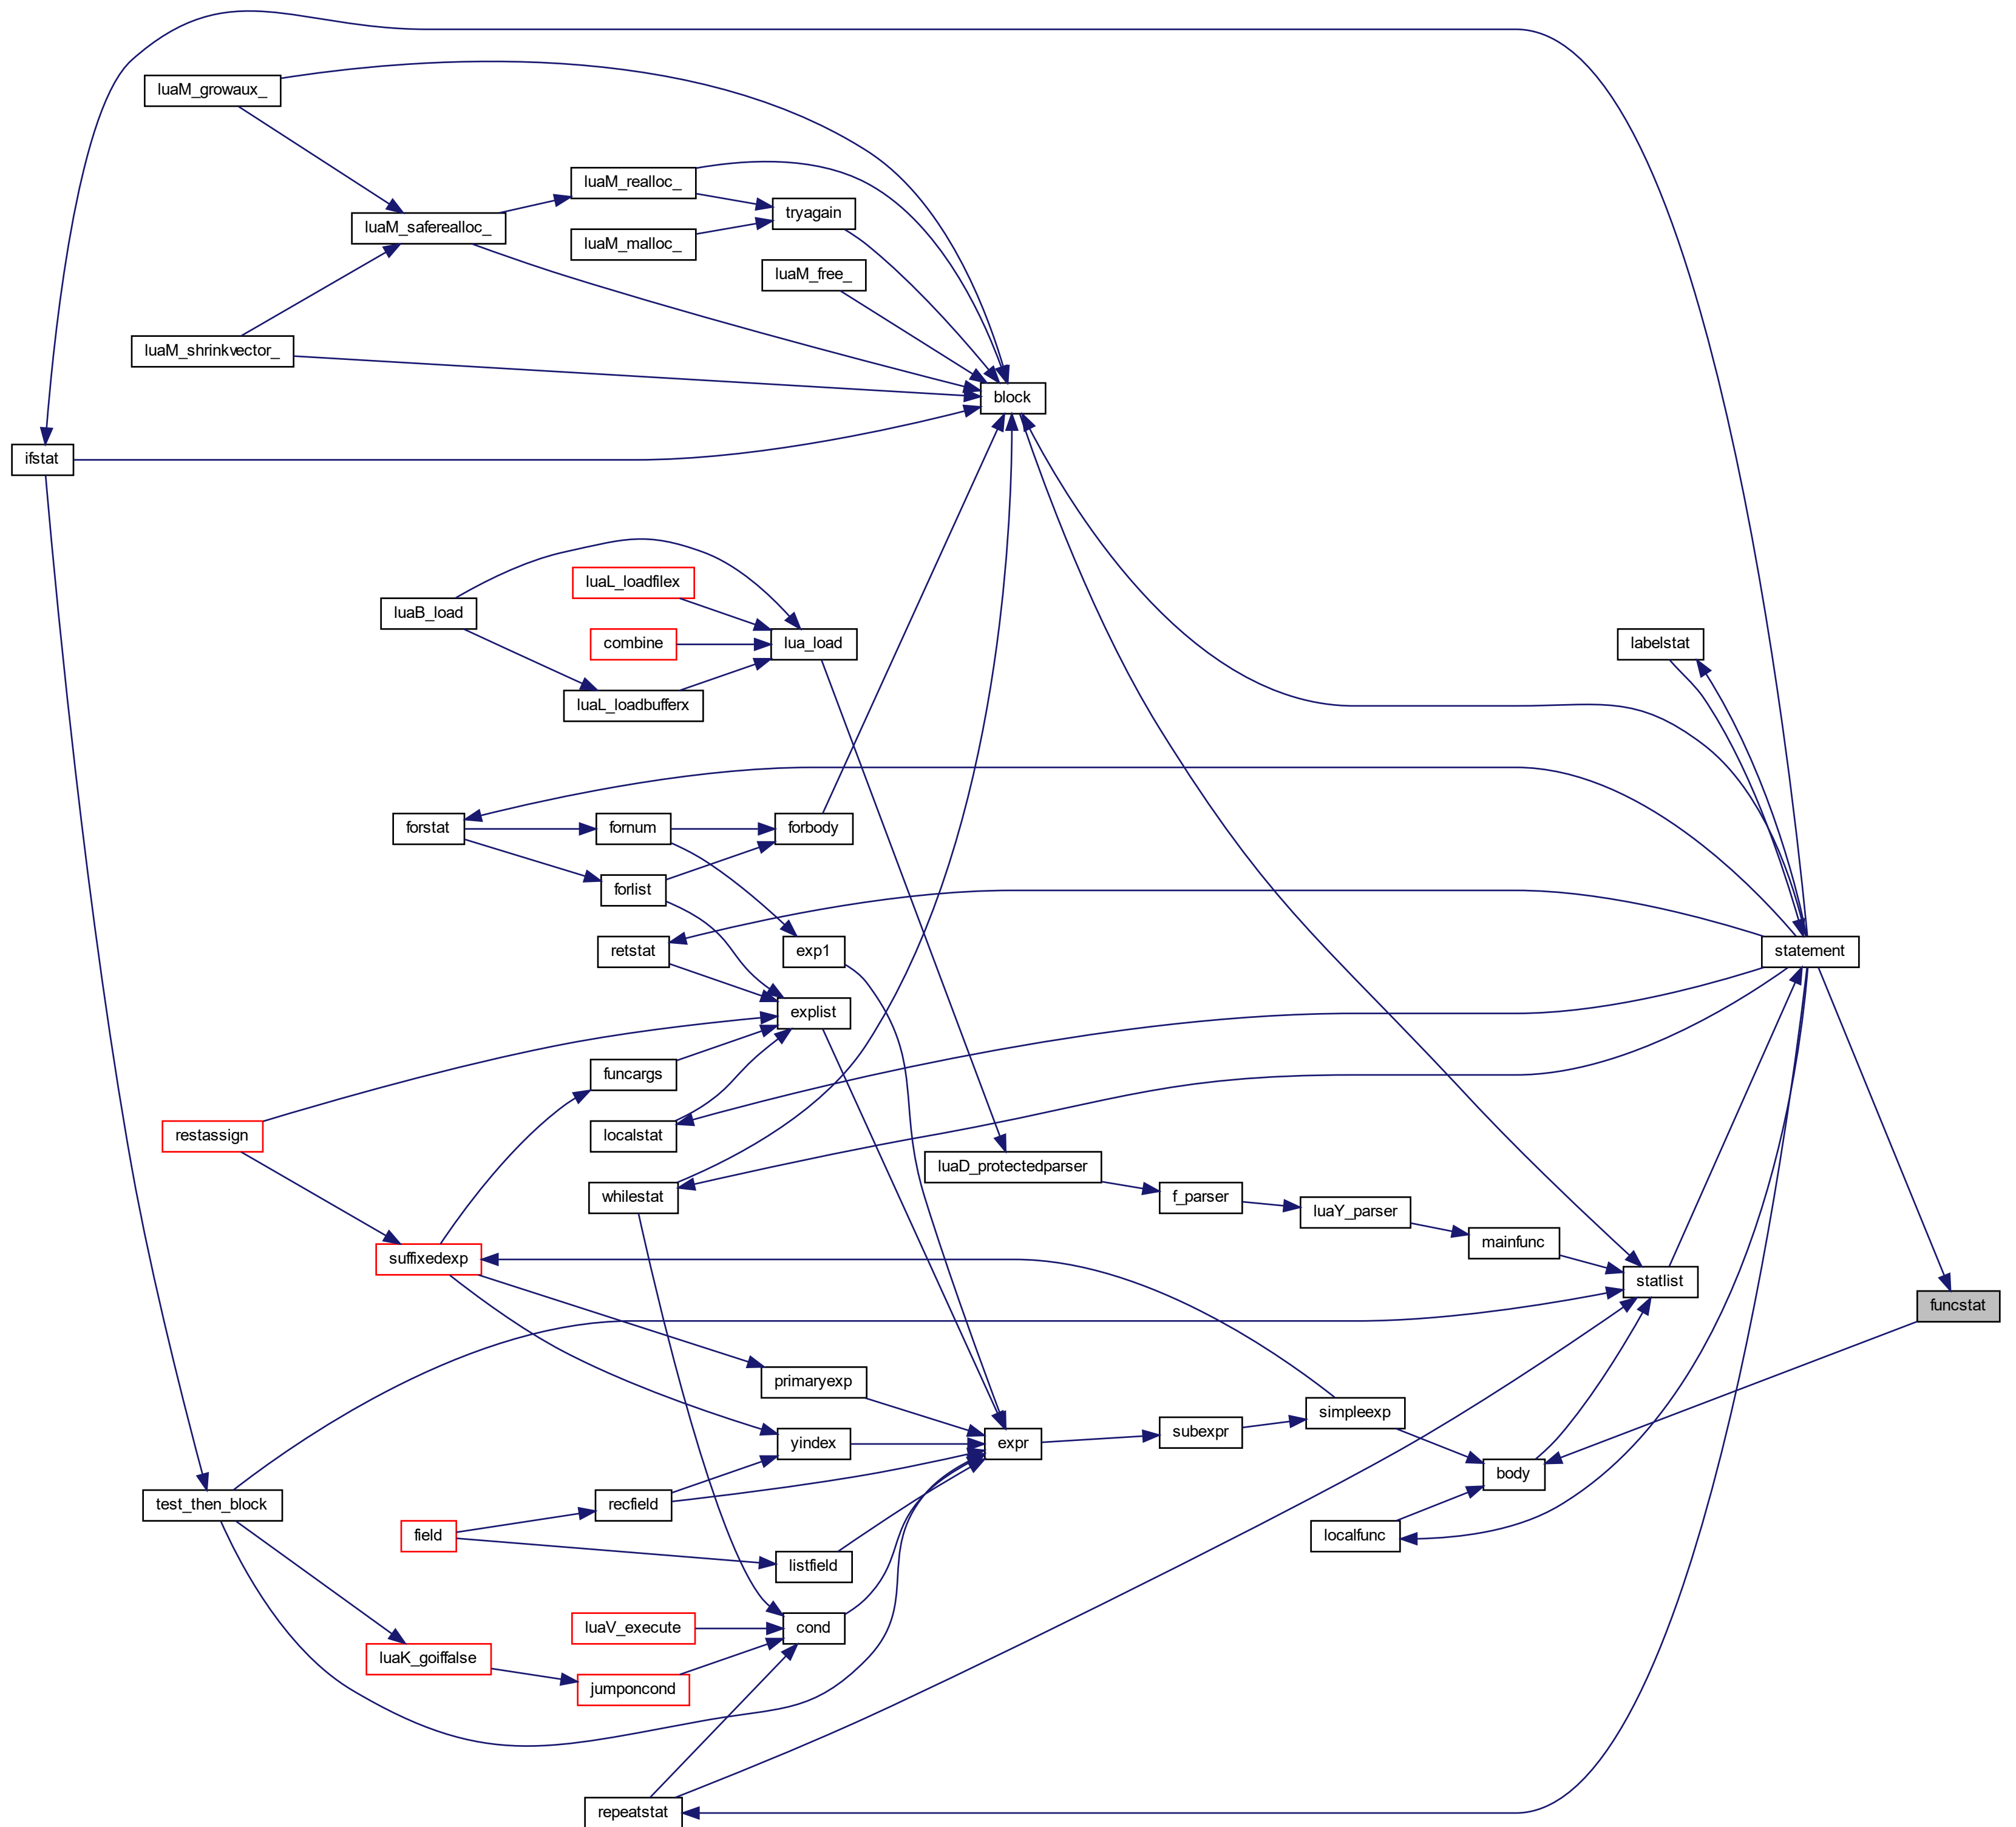 luaM_growaux_
luaM_realloc_
tryagain
luaM_saferealloc_
luaM_malloc_
luaM_free_
luaM_shrinkvector_
block
ifstat
luaL_loadfilex
luaB_load
lua_load
combine
labelstat
luaL_loadbufferx
forstat
fornum
forbody
forlist
retstat
exp1
statement
explist
funcargs
restassign
localstat
luaD_protectedparser
whilestat
f_parser
luaY_parser
mainfunc
suffixedexp
statlist
funcstat
primaryexp
simpleexp
subexpr
yindex
expr
body
test_then_block
recfield
field
localfunc
listfield
luaV_execute
cond
luaK_goiffalse
jumponcond
repeatstat